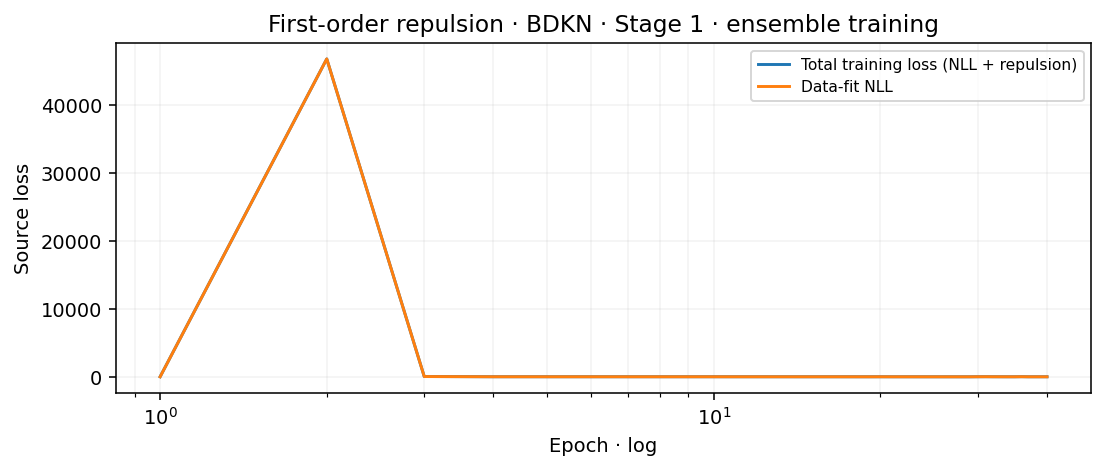 First-order repulsion · BDKN · Stage 1 · ensemble training
Total training loss (NLL + repulsion)
Data-fit NLL
Source loss
40000
30000
20000
10000
0
10⁰
10¹
Epoch · log